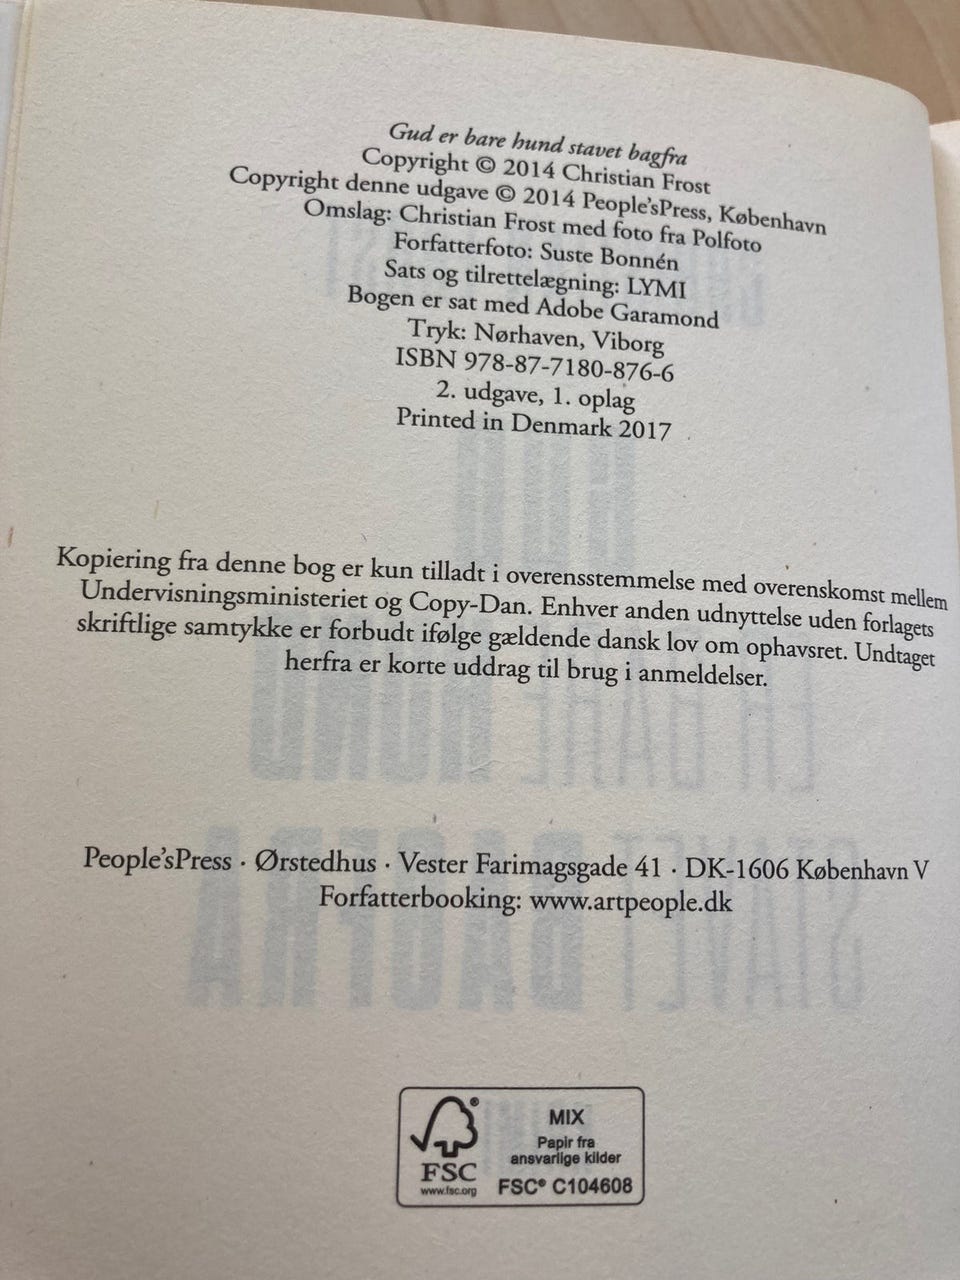 Gud er bare hund stavet bagfra
Copyright © 2014 Christian Frost
Copyright denne udgave © 2014 People'sPress, København
Omslag: Christian Frost med foto fra Polfoto
Forfatterfoto: Suste Bonnén
Sats og tilrettelægning: LYMI
Bogen er sat med Adobe Garamond
Tryk: Nørhaven, Viborg
ISBN 978-87-7180-876-6
2. udgave, 1. oplag
Printed in Denmark 2017
Kopiering fra denne bog er kun tilladt i overensstemmelse med overenskomst mellem
Undervisningsministeriet og Copy-Dan. Enhver anden udnyttelse uden forlagets
skriftlige samtykke er forbudt ifølge gældende dansk lov om ophavsret. Undtaget
herfra er korte uddrag til brug i anmeldelser.
People'sPress · Ørstedhus · Vester Farimagsgade 41 · DK-1606 København V
Forfatterbooking: www.artpeople.dk
FSC
www.fsc.org
MIX
Papir fra
ansvarlige kilder
FSC® C104608